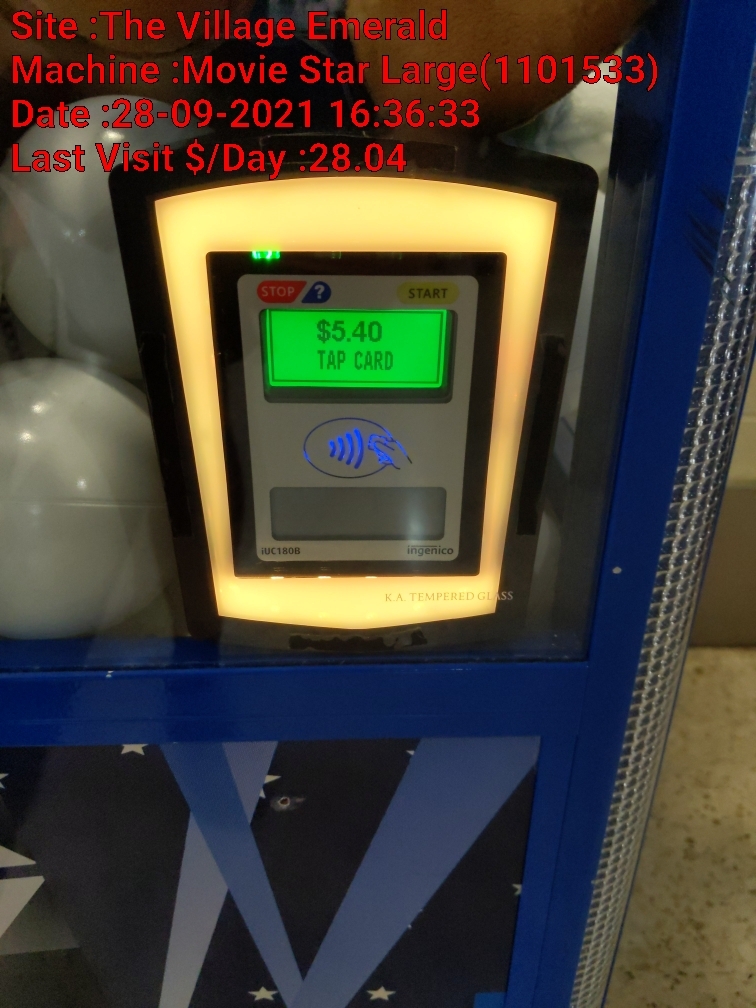 Site :The Village Emerald
Machine :Movie Star Large(1101533)
Date :28-09-2021 16:36:33
Last Visit $/Day :28.04
STOP ? START
$5.40
TAP CARD
iUC180B ingenico
K.A. TEMPERED GLASS